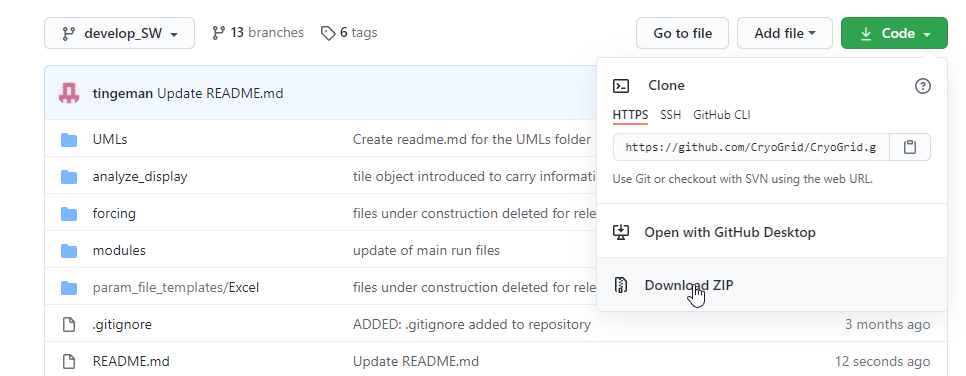 develop_SW 13 branches 6 tags Go to file Add file Code
tingeman Update README.md
Clone
HTTPS SSH GitHub CLI
https://github.com/CryoGrid/CryoGrid.g
Use Git or checkout with SVN using the web URL.
Open with GitHub Desktop
Download ZIP
UMLs Create readme.md for the UMLs folder
analyze_display tile object introduced to carry informati
forcing files under construction deleted for rele
modules update of main run files
param_file_templates/Excel files under construction deleted for rele
.gitignore ADDED: .gitignore added to repository 3 months ago
README.md Update README.md 12 seconds ago